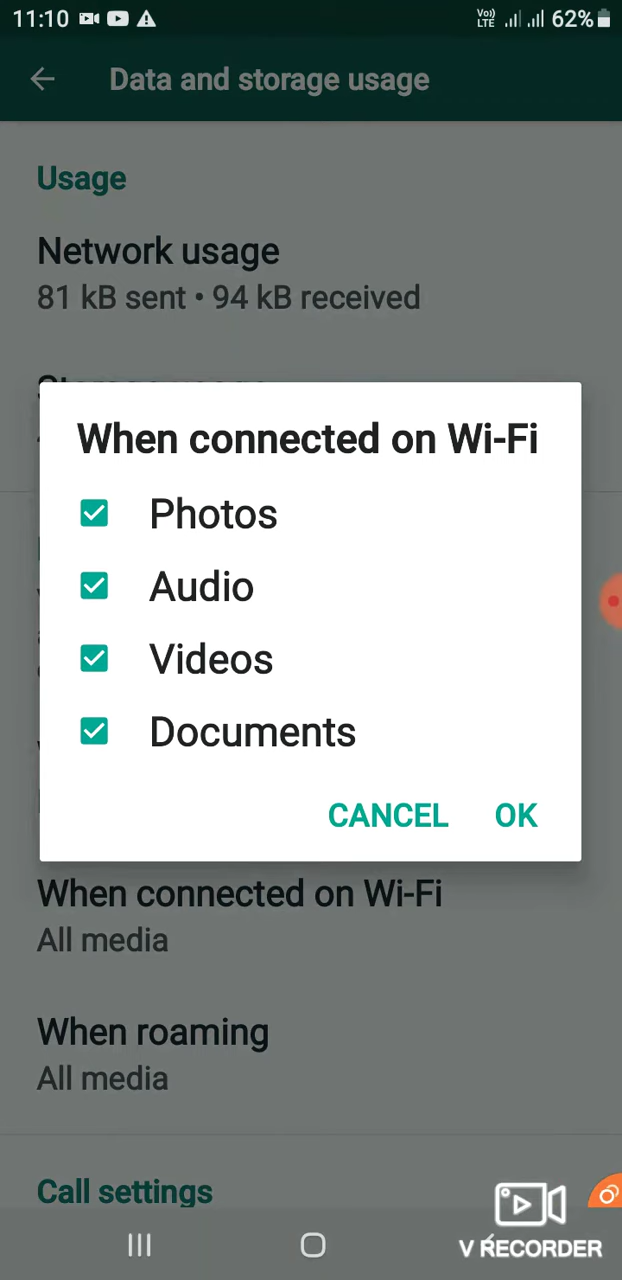 11:10
Vo)) LTE 62%
Data and storage usage
Usage
Network usage
81 kB sent • 94 kB received
When connected on Wi-Fi
Photos
Audio
Videos
Documents
CANCEL OK
When connected on Wi-Fi
All media
When roaming
All media
Call settings
V RECORDER